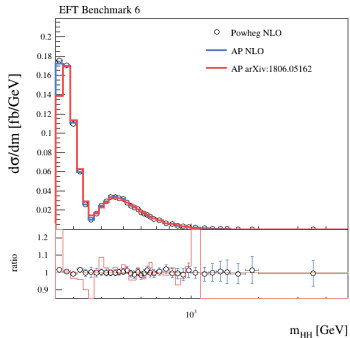 EFT Benchmark 6
Powheg NLO
AP NLO
AP arXiv:1806.05162
dσ/dm [fb/GeV]
0.2
0.18
0.16
0.14
0.12
0.1
0.08
0.06
0.04
0.02
ratio
1.2
1.1
1
0.9
10³
m_HH [GeV]